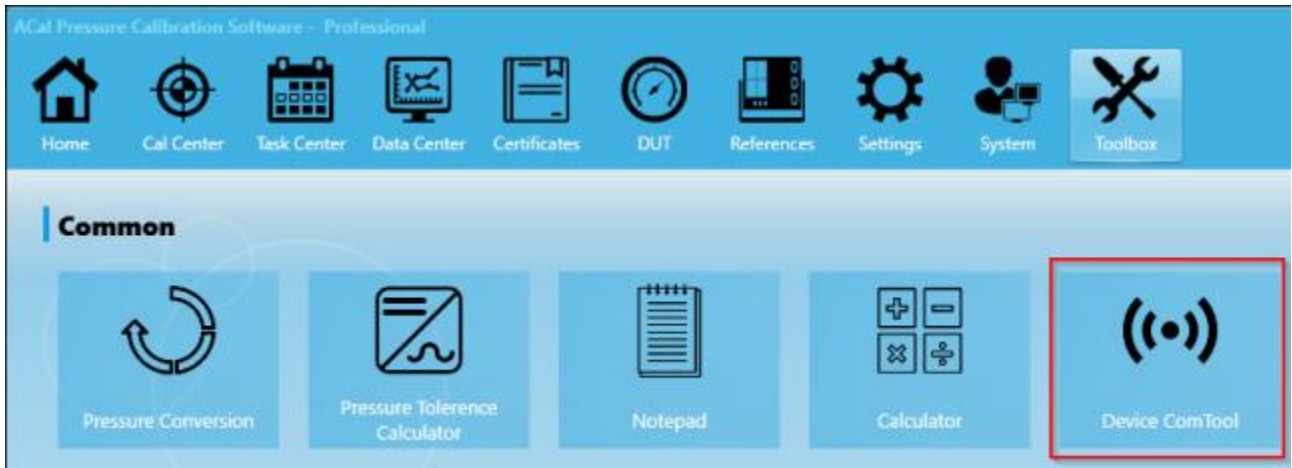 ACal Pressure Calibration Software - Professional
Home Cal Center Task Center Data Center Certificates DUT References Settings System Toolbox
Common
Pressure Conversion
Pressure Tolerence
Calculator
Notepad
Calculator
Device ComTool